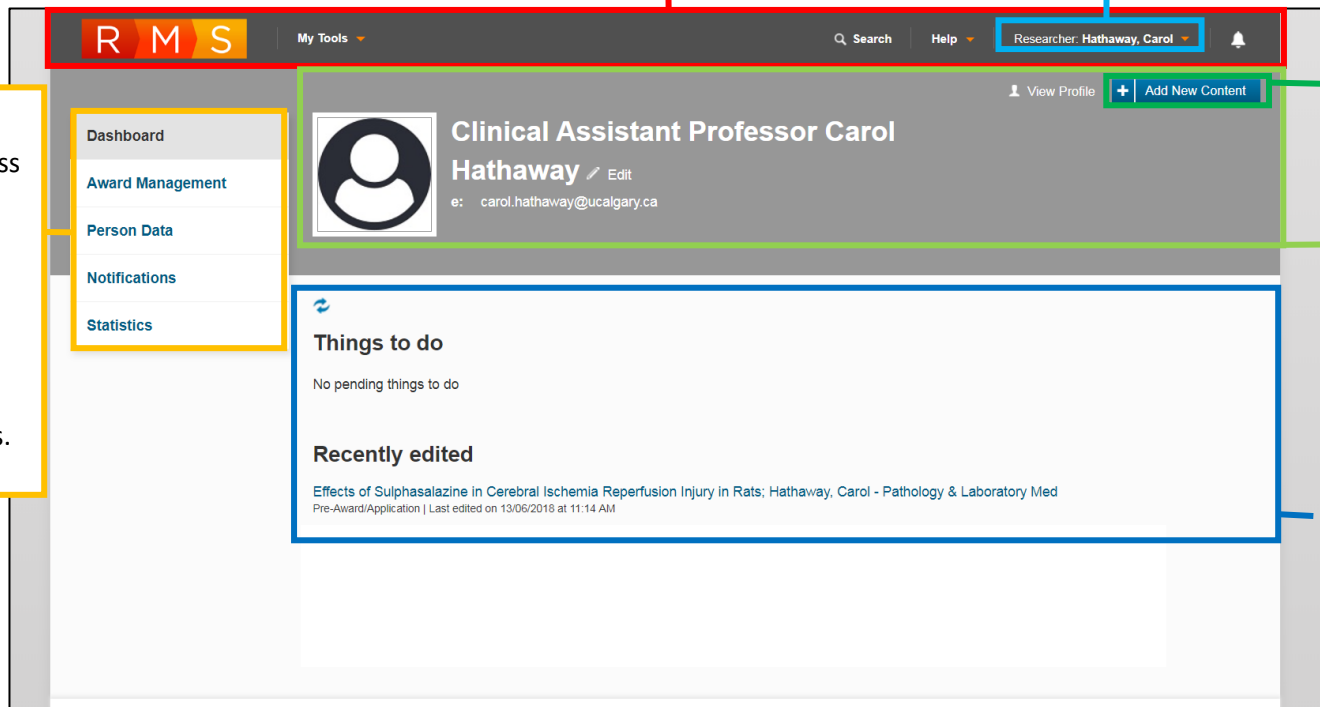 R M S
My Tools
Search
Help
Researcher: Hathaway, Carol
View Profile
+ Add New Content
Dashboard
Award Management
Person Data
Notifications
Statistics
Clinical Assistant Professor Carol
Hathaway Edit
e: carol.hathaway@ucalgary.ca
Things to do
No pending things to do
Recently edited
Effects of Sulphasalazine in Cerebral Ischemia Reperfusion Injury in Rats; Hathaway, Carol - Pathology & Laboratory Med
Pre-Award/Application | Last edited on 13/06/2018 at 11:14 AM